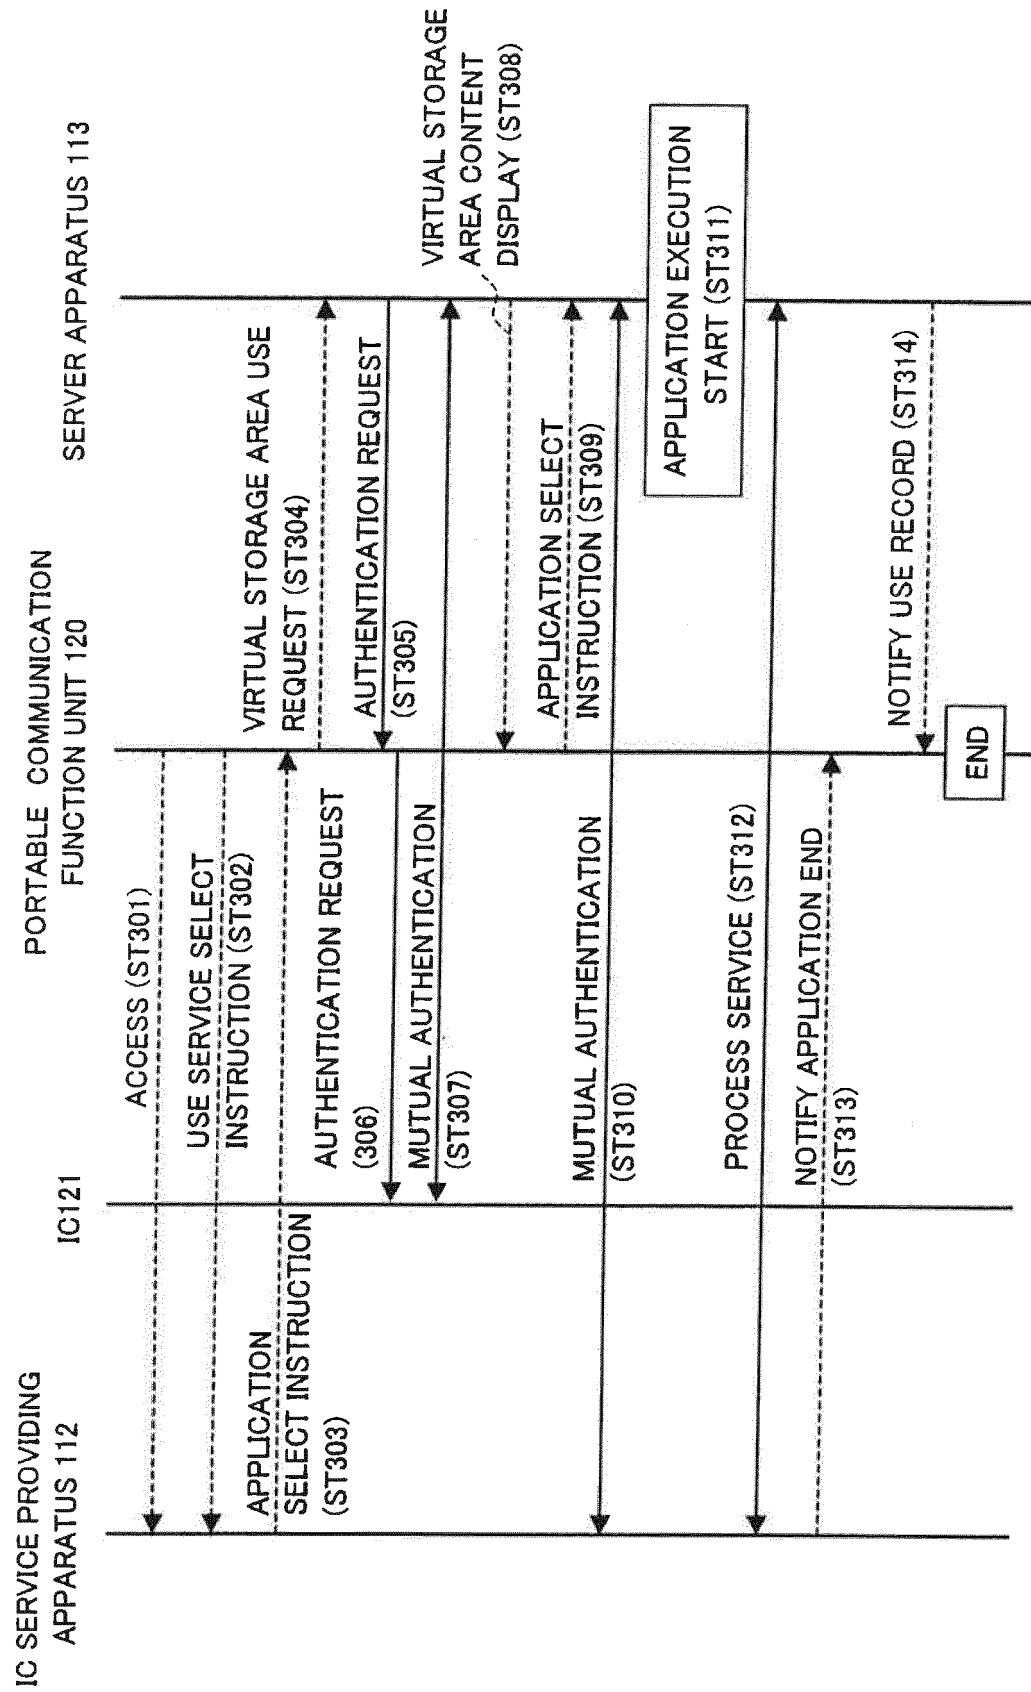 IC SERVICE PROVIDING
APPARATUS 112
IC121
PORTABLE COMMUNICATION
FUNCTION UNIT 120
SERVER APPARATUS 113
ACCESS (ST301)
USE SERVICE SELECT
INSTRUCTION (ST302)
APPLICATION
SELECT INSTRUCTION
(ST303)
VIRTUAL STORAGE AREA USE
REQUEST (ST304)
AUTHENTICATION REQUEST
(ST305)
AUTHENTICATION REQUEST
(306)
MUTUAL AUTHENTICATION
(ST307)
VIRTUAL STORAGE
AREA CONTENT
DISPLAY (ST308)
APPLICATION SELECT
INSTRUCTION (ST309)
MUTUAL AUTHENTICATION
(ST310)
APPLICATION EXECUTION
START (ST311)
PROCESS SERVICE (ST312)
NOTIFY APPLICATION END
(ST313)
NOTIFY USE RECORD (ST314)
END